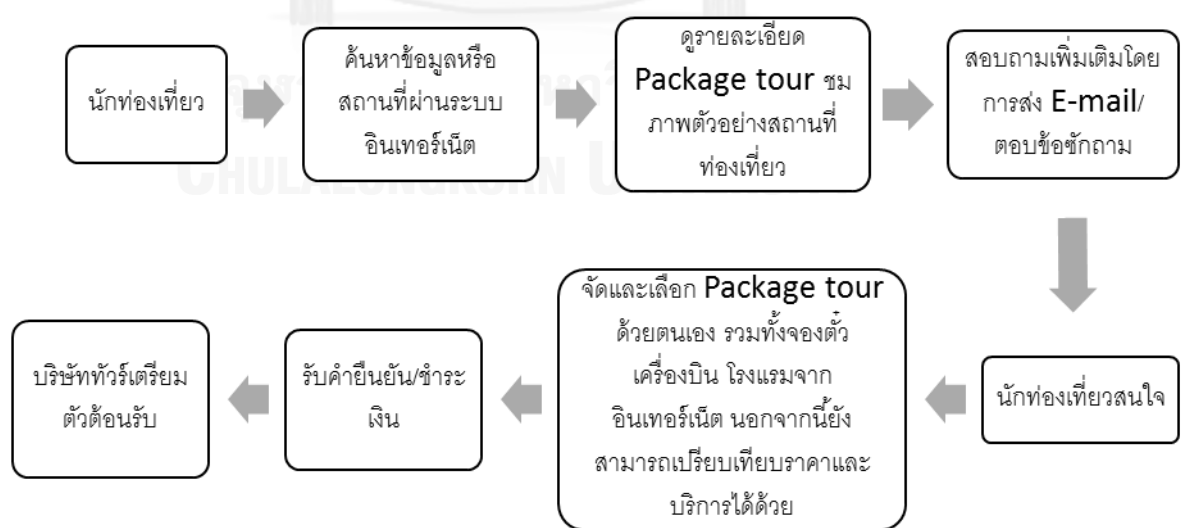 นักท่องเที่ยว
ค้นหาข้อมูลหรือ
สถานที่ผ่านระบบ
อินเทอร์เน็ต
ดูรายละเอียด
Package tour ชม
ภาพตัวอย่างสถานที่
ท่องเที่ยว
สอบถามเพิ่มเติมโดย
การส่ง E-mail/
ตอบข้อซักถาม
นักท่องเที่ยวสนใจ
จัดและเลือก Package tour
ด้วยตนเอง รวมทั้งจองตั๋ว
เครื่องบิน โรงแรมจาก
อินเทอร์เน็ต นอกจากนี้ยัง
สามารถเปรียบเทียบราคาและ
บริการได้ด้วย
รับคำยืนยัน/ชำระ
เงิน
บริษัททัวร์เตรียม
ตัวต้อนรับ